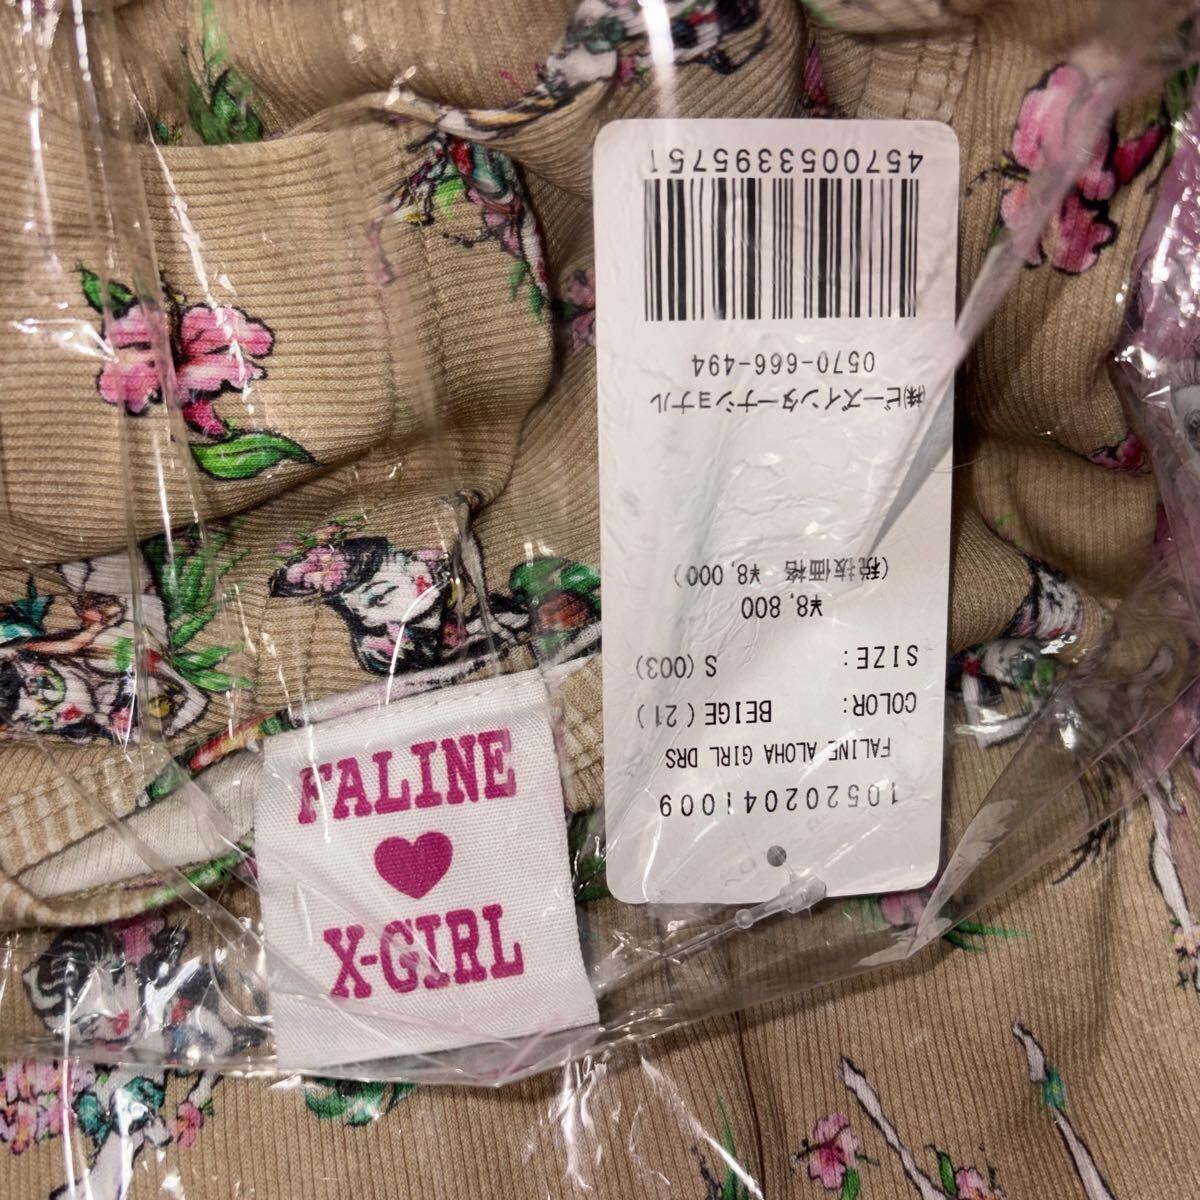 FALINE
X-GIRL
105202041009
FALINE ALOHA GIRL DRS
COLOR: BEIGE(21)
SIZE: S(003)
¥8,800
(税抜価格 ¥8,000)
㈱ビーズインターナショナル
0570-666-494
4570053395751